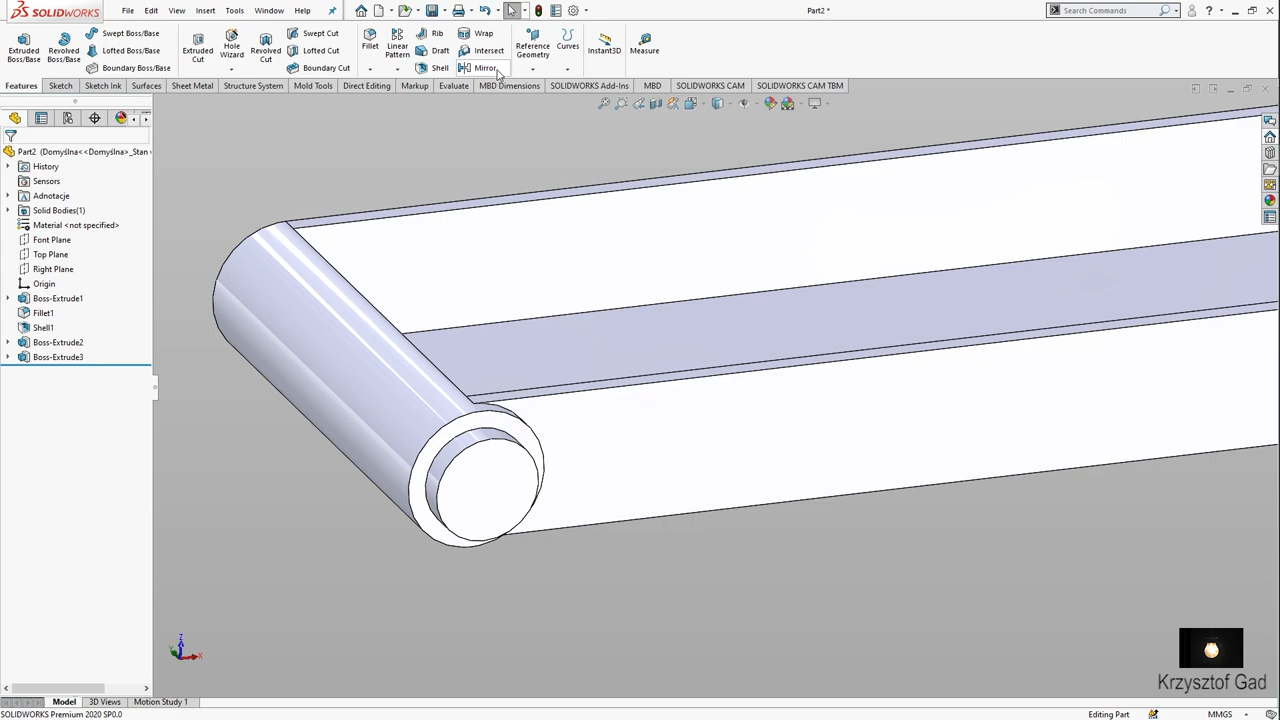 SOLIDWORKS
File Edit View Insert Tools Window Help
Part2 *
Search Commands
Extruded Boss/Base
Revolved Boss/Base
Swept Boss/Base
Lofted Boss/Base
Boundary Boss/Base
Extruded Cut
Hole Wizard
Revolved Cut
Swept Cut
Lofted Cut
Boundary Cut
Fillet
Linear Pattern
Rib
Draft
Shell
Wrap
Intersect
Mirror
Reference Geometry
Curves
Instant3D
Measure
Features Sketch Sketch Ink Surfaces Sheet Metal Structure System Mold Tools Direct Editing Markup Evaluate MBD Dimensions SOLIDWORKS Add-Ins MBD SOLIDWORKS CAM SOLIDWORKS CAM TBM
Part2 (Domyślna<<Domyślna>_Stan
History
Sensors
Adnotacje
Solid Bodies(1)
Material <not specified>
Font Plane
Top Plane
Right Plane
Origin
Boss-Extrude1
Fillet1
Shell1
Boss-Extrude2
Boss-Extrude3
Z
X
Krzysztof Gad
Model 3D Views Motion Study 1
SOLIDWORKS Premium 2020 SP0.0
Editing Part
MMGS